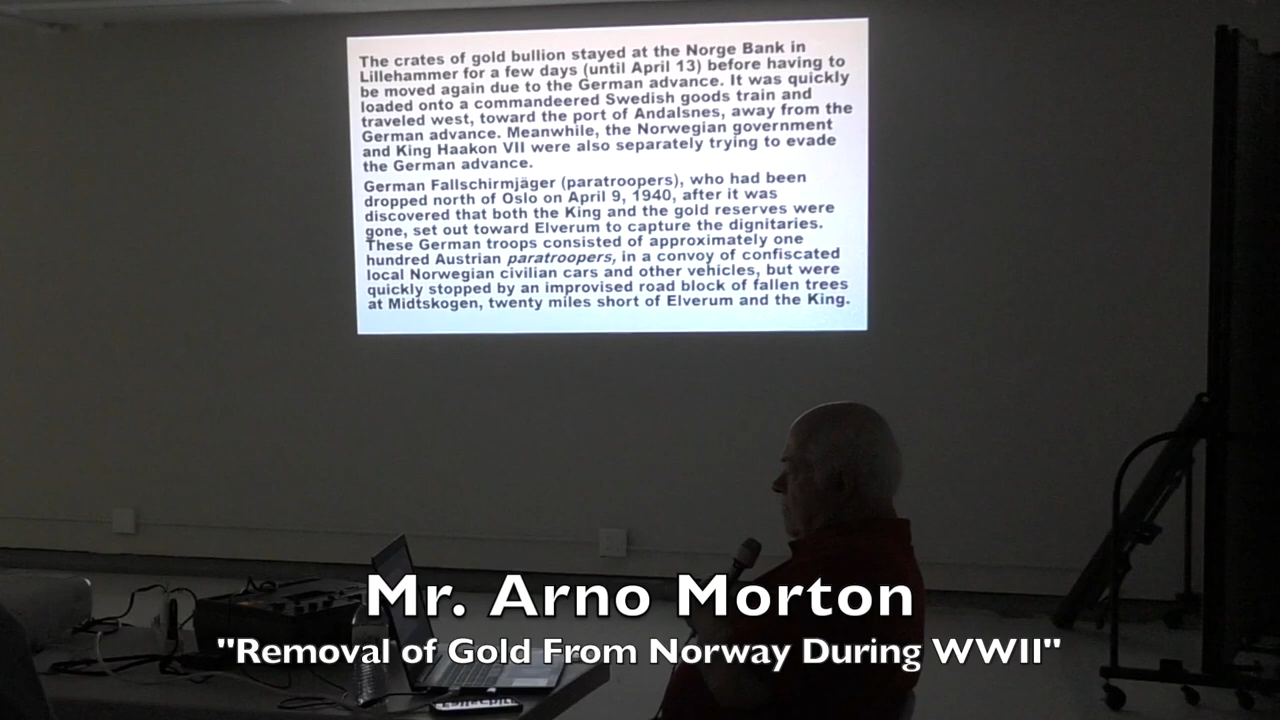 The crates of gold bullion stayed at the Norge Bank in
Lillehammer for a few days (until April 13) before having to
be moved again due to the German advance. It was quickly
loaded onto a commandeered Swedish goods train and
traveled west, toward the port of Andalsnes, away from the
German advance. Meanwhile, the Norwegian government
and King Haakon VII were also separately trying to evade
the German advance.
German Fallschirmjäger (paratroopers), who had been
dropped north of Oslo on April 9, 1940, after it was
discovered that both the King and the gold reserves were
gone, set out toward Elverum to capture the dignitaries.
These German troops consisted of approximately one
hundred Austrian paratroopers, in a convoy of confiscated
local Norwegian civilian cars and other vehicles, but were
quickly stopped by an improvised road block of fallen trees
at Midtskogen, twenty miles short of Elverum and the King.
Mr. Arno Morton
"Removal of Gold From Norway During WWII"